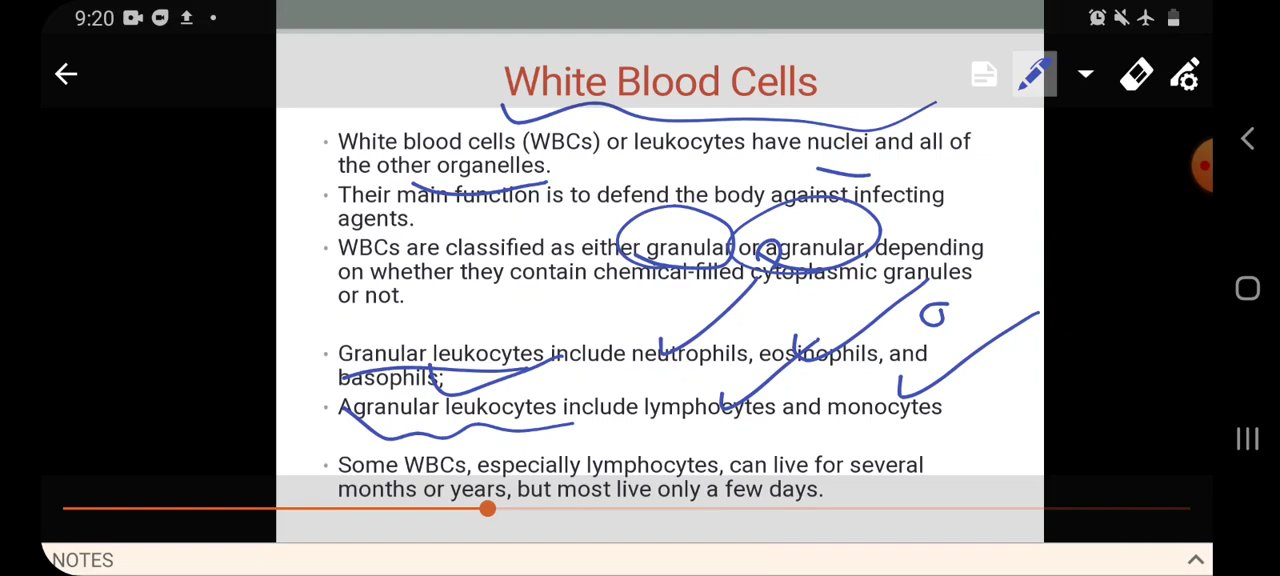 9:20
White Blood Cells
• White blood cells (WBCs) or leukocytes have nuclei and all of
the other organelles.
• Their main function is to defend the body against infecting
agents.
• WBCs are classified as either granular or agranular, depending
on whether they contain chemical-filled cytoplasmic granules
or not.
• Granular leukocytes include neutrophils, eosinophils, and
basophils;
• Agranular leukocytes include lymphocytes and monocytes
• Some WBCs, especially lymphocytes, can live for several
months or years, but most live only a few days.
NOTES